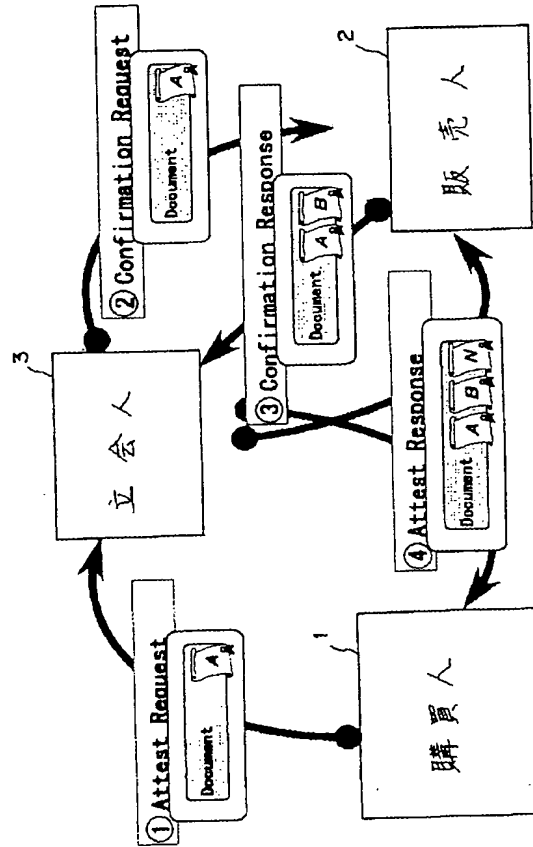 ① Attest Request
Document
A
購買人
1
立会人
3
② Confirmation Request
Document
A
③ Confirmation Response
Document
A
B
販売人
2
④ Attest Response
Document
A
B
N